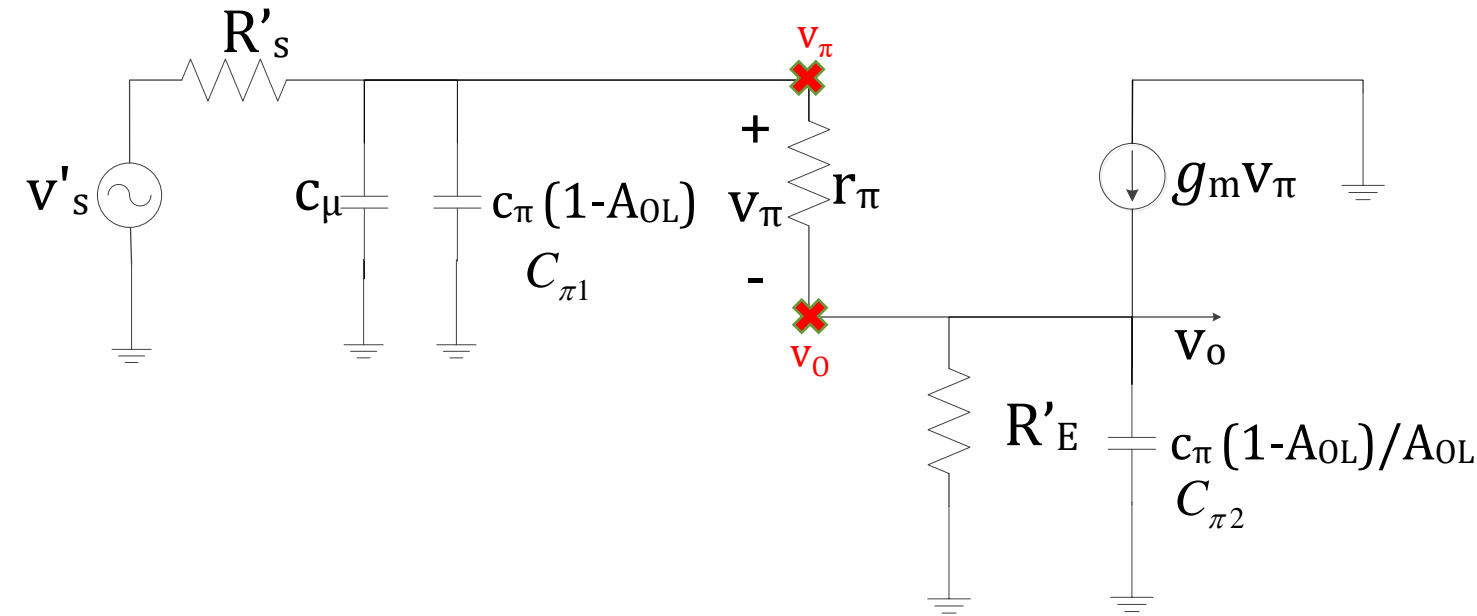 R's
vπ
+
v's
cμ
cπ (1-AOL)
Cπ1
vπ
rπ
gmvπ
-
vO
vo
R'E
cπ (1-AOL)/AOL
Cπ2